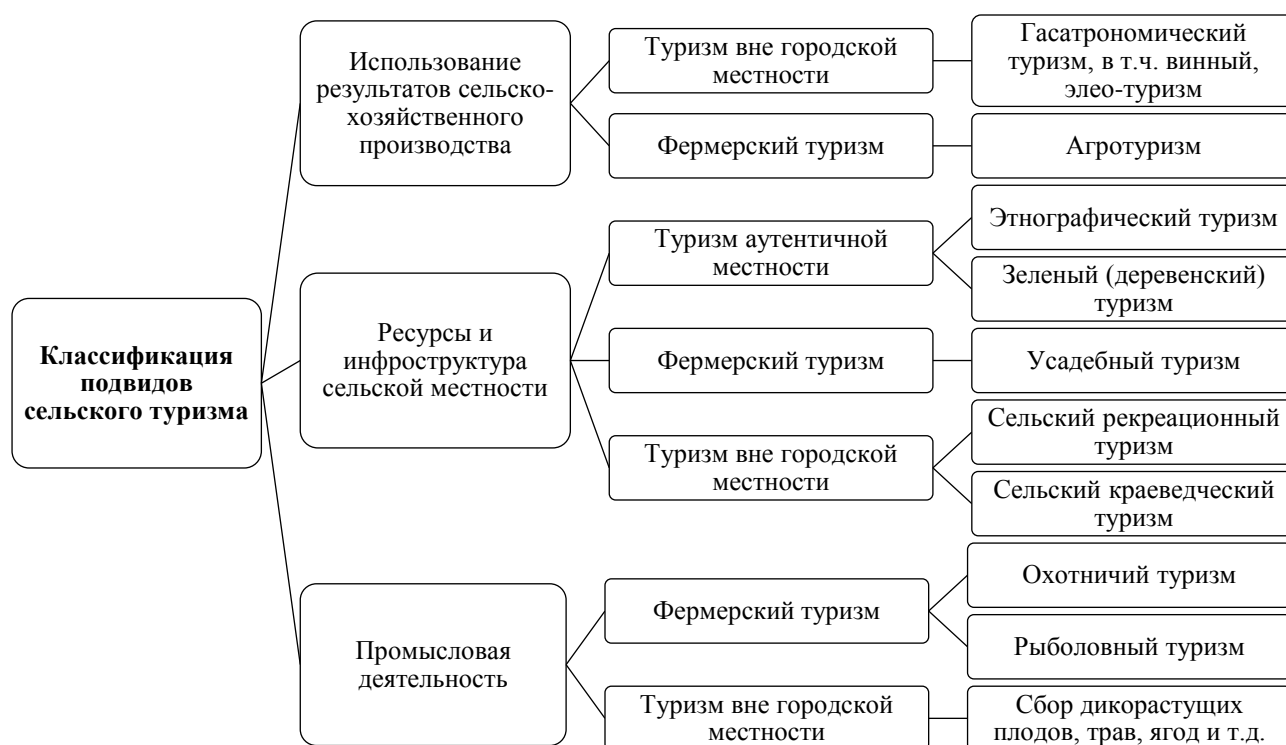 Классификация
подвидов
сельского туризма
Использование
результатов сельско-
хозяйственного
производства
Туризм вне городской
местности
Гасатрономический
туризм, в т.ч. винный,
элео-туризм
Фермерский туризм
Агротуризм
Ресурсы и
инфроструктура
сельской местности
Туризм аутентичной
местности
Этнографический туризм
Зеленый (деревенский)
туризм
Фермерский туризм
Усадебный туризм
Туризм вне городской
местности
Сельский рекреационный
туризм
Сельский краеведческий
туризм
Промысловая
деятельность
Фермерский туризм
Охотничий туризм
Рыболовный туризм
Туризм вне городской
местности
Сбор дикорастущих
плодов, трав, ягод и т.д.